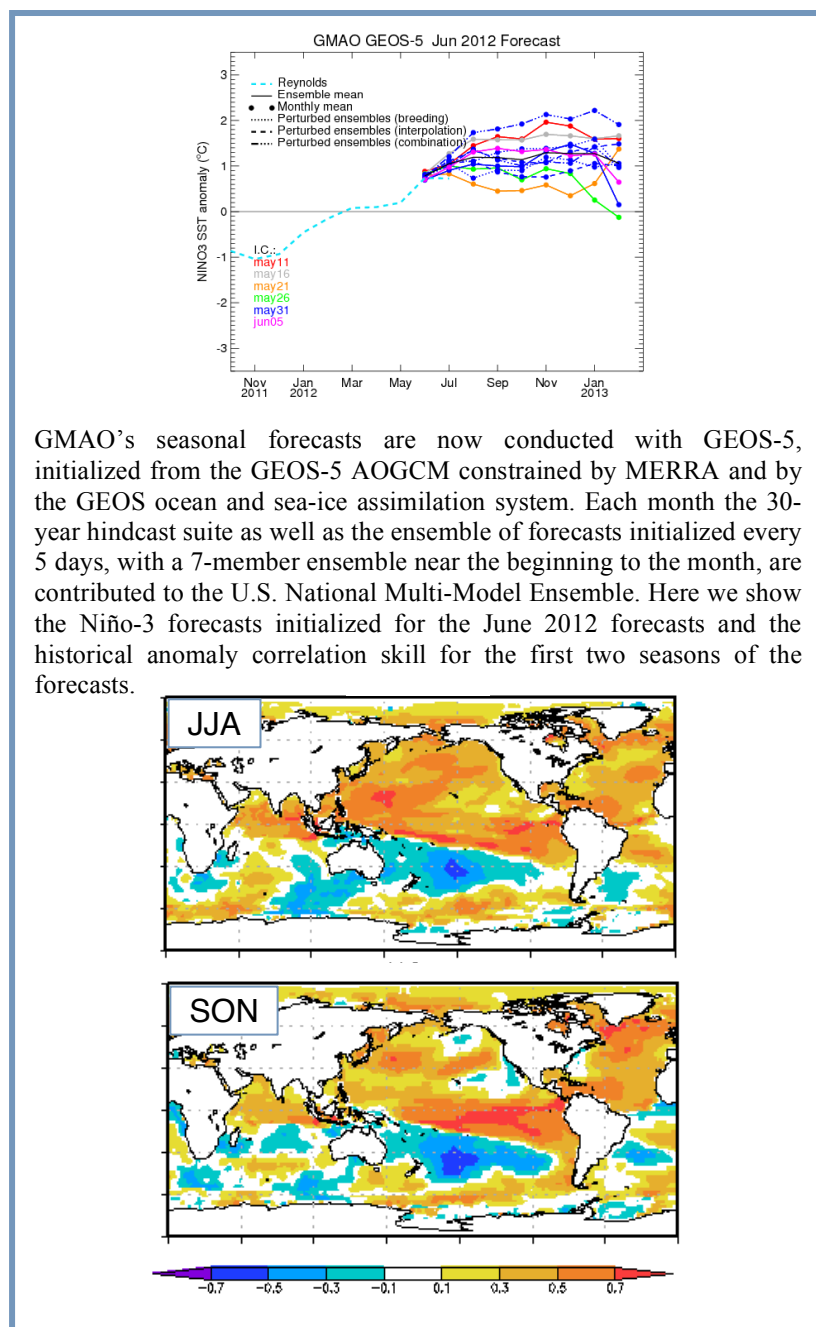 GMAO GEOS-5 Jun 2012 Forecast
3
2
1
0
-1
-2
-3
NINO3 SST anomaly (°C)
Reynolds
Ensemble mean
Monthly mean
Perturbed ensembles (breeding)
Perturbed ensembles (interpolation)
Perturbed ensembles (combination)
I.C.:
may11
may16
may21
may26
may31
jun05
Nov Jan Mar May Jul Sep Nov Jan
2011 2012 2013
GMAO’s seasonal forecasts are now conducted with GEOS-5,
initialized from the GEOS-5 AOGCM constrained by MERRA and by
the GEOS ocean and sea-ice assimilation system. Each month the 30-
year hindcast suite as well as the ensemble of forecasts initialized every
5 days, with a 7-member ensemble near the beginning to the month, are
contributed to the U.S. National Multi-Model Ensemble. Here we show
the Niño-3 forecasts initialized for the June 2012 forecasts and the
historical anomaly correlation skill for the first two seasons of the
forecasts.
JJA
SON
-0.7 -0.5 -0.3 -0.1 0.1 0.3 0.5 0.7